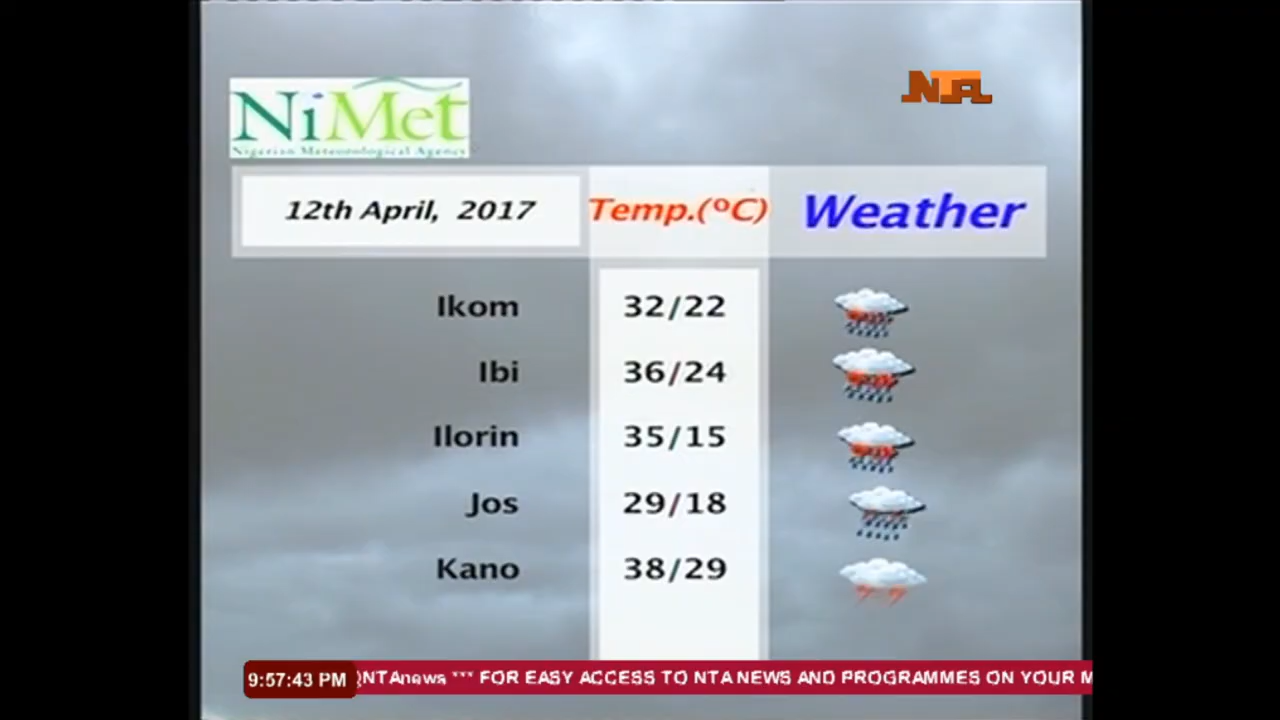 NTA
NiMet
Nigerian Meteorological Agency
12th April, 2017 Temp.(ºC) Weather
Ikom 32/22
Ibi 36/24
Ilorin 35/15
Jos 29/18
Kano 38/29
9:57:43 PM NTAnews *** FOR EASY ACCESS TO NTA NEWS AND PROGRAMMES ON YOUR M